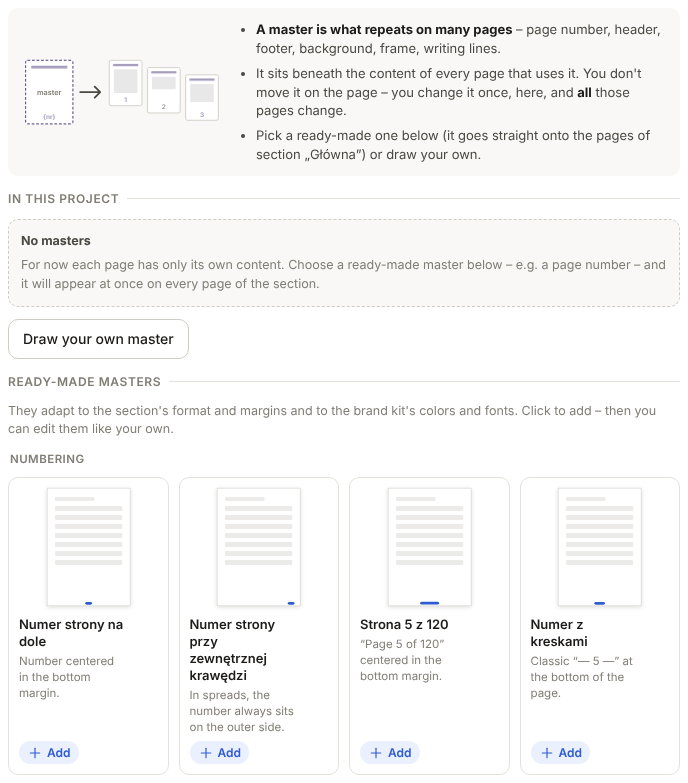 master
{nr}
1
2
3
• A master is what repeats on many pages – page number, header,
footer, background, frame, writing lines.
• It sits beneath the content of every page that uses it. You don't
move it on the page – you change it once, here, and all those
pages change.
• Pick a ready-made one below (it goes straight onto the pages of
section „Główna”) or draw your own.
IN THIS PROJECT
No masters
For now each page has only its own content. Choose a ready-made master below – e.g. a page number – and
it will appear at once on every page of the section.
Draw your own master
READY-MADE MASTERS
They adapt to the section's format and margins and to the brand kit's colors and fonts. Click to add – then you
can edit them like your own.
NUMBERING
Numer strony na
dole
Number centered
in the bottom
margin.
+ Add
Numer strony
przy
zewnętrznej
krawędzi
In spreads, the
number always sits
on the outer side.
+ Add
Strona 5 z 120
“Page 5 of 120”
centered in the
bottom margin.
+ Add
Numer z
kreskami
Classic “— 5 —” at
the bottom of the
page.
+ Add